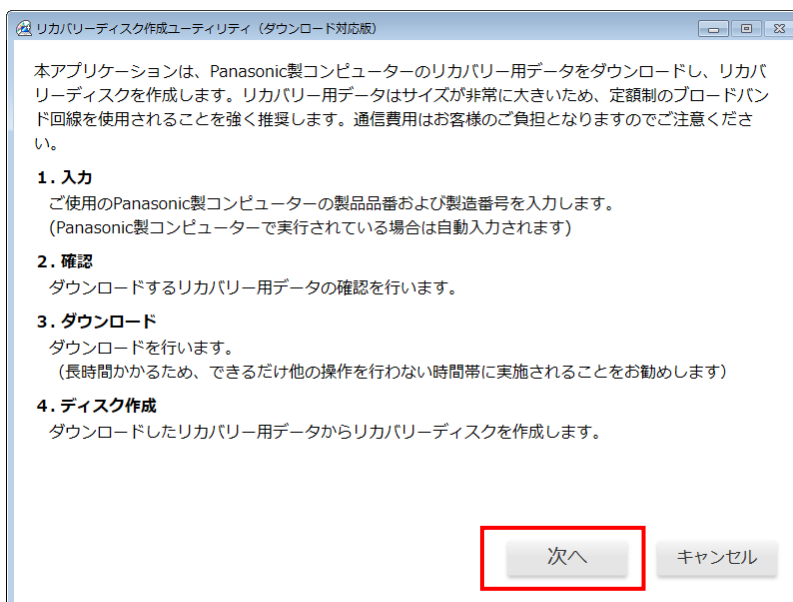 リカバリーディスク作成ユーティリティ（ダウンロード対応版）
本アプリケーションは、Panasonic製コンピューターのリカバリー用データをダウンロードし、リカバ
リーディスクを作成します。リカバリー用データはサイズが非常に大きいため、定額制のブロードバン
ド回線を使用されることを強く推奨します。通信費用はお客様のご負担となりますのでご注意くださ
い。
1. 入力
ご使用のPanasonic製コンピューターの製品品番および製造番号を入力します。
(Panasonic製コンピューターで実行されている場合は自動入力されます)
2. 確認
ダウンロードするリカバリー用データの確認を行います。
3. ダウンロード
ダウンロードを行います。
（長時間かかるため、できるだけ他の操作を行わない時間帯に実施されることをお勧めします）
4. ディスク作成
ダウンロードしたリカバリー用データからリカバリーディスクを作成します。
次へ キャンセル